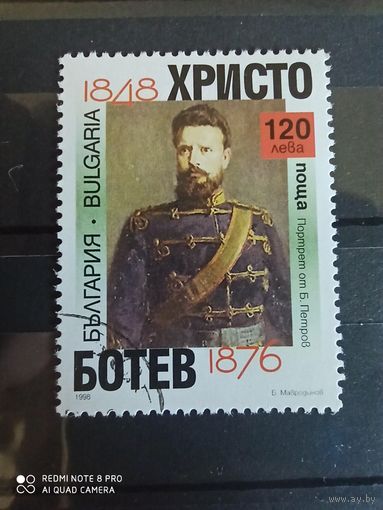 1848 ХРИСТО
120
лева
поща
Портрет от Б. Петров
БЪЛГАРИЯ · BULGARIA
БОТЕВ 1876
1998
Б. Мавродинов
REDMI NOTE 8 PRO
AI QUAD CAMERA
www.ay.by